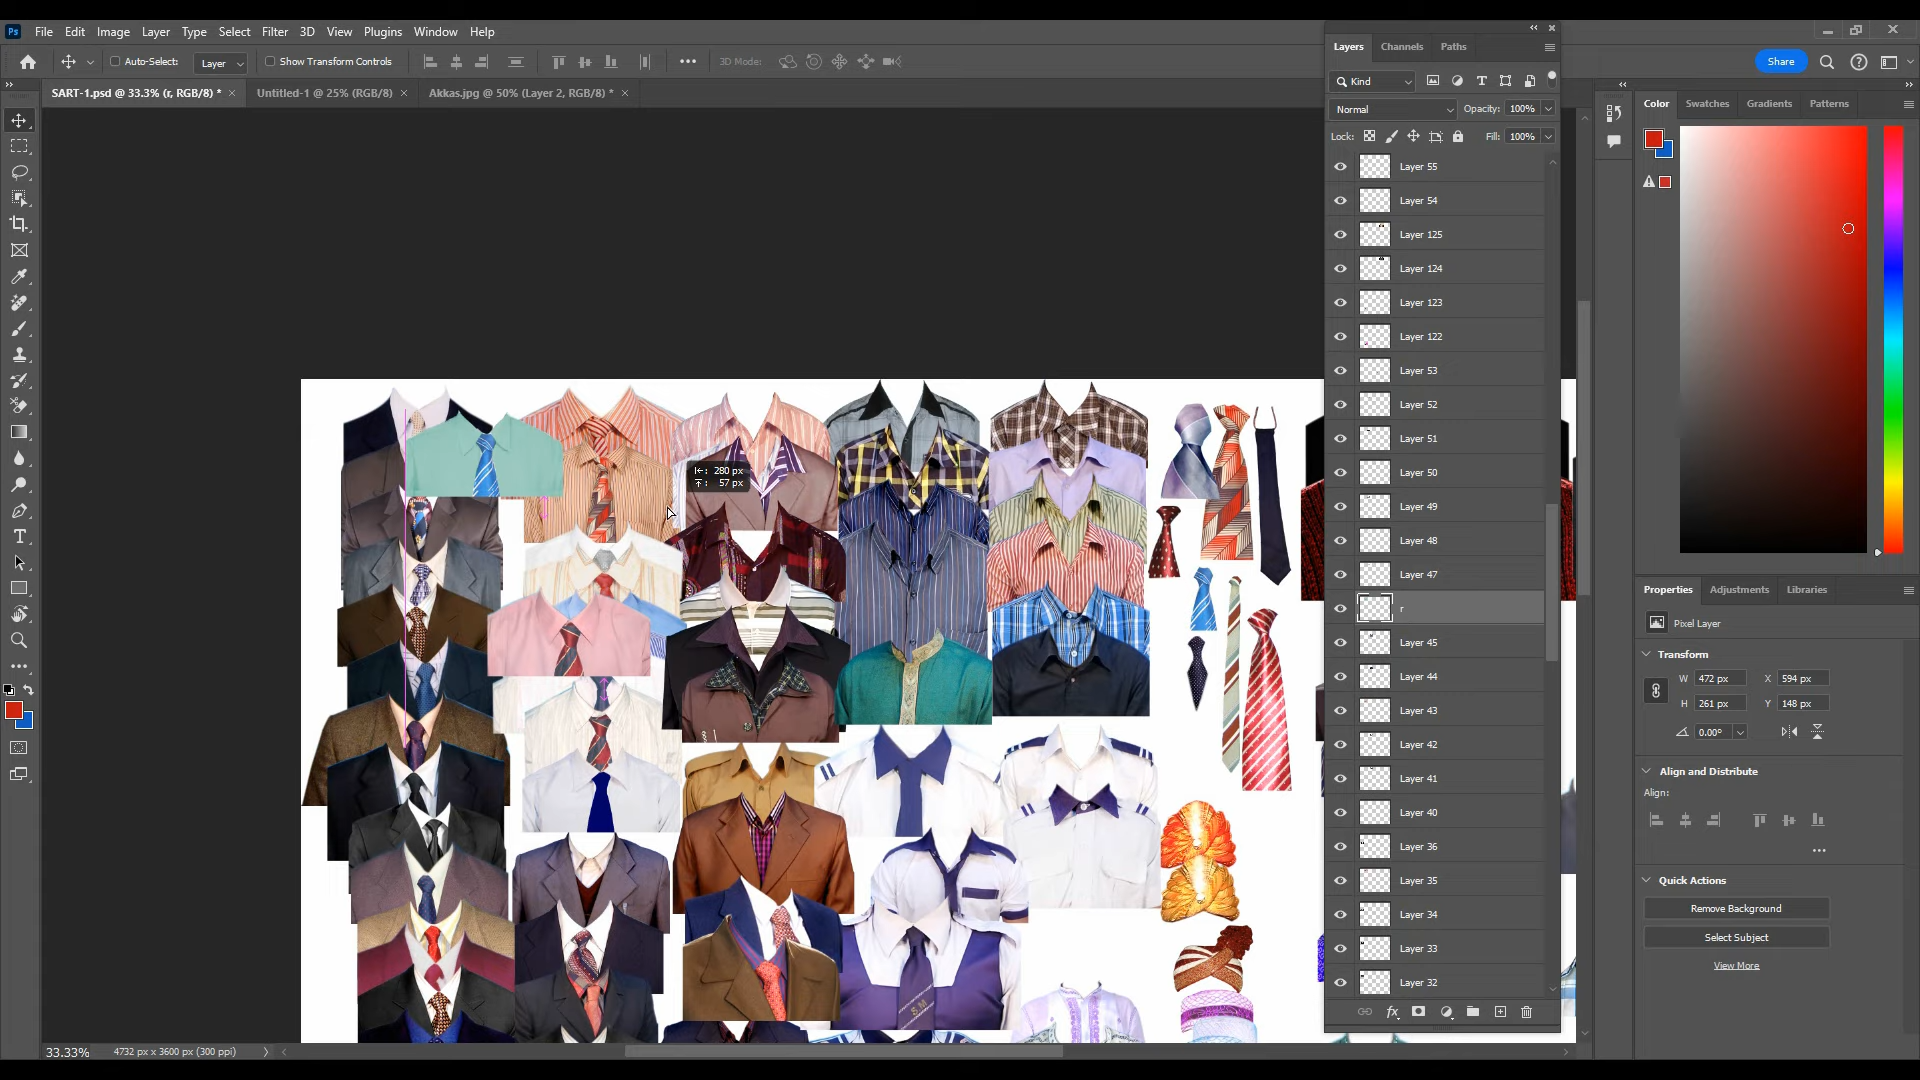 Ps File Edit Image Layer Type Select Filter 3D View Plugins Window Help
Auto-Select: Layer Show Transform Controls 3D Mode: Share
SART-1.psd @ 33.3% (r, RGB/8) * × Untitled-1 @ 25% (RGB/8) × Akkas.jpg @ 50% (Layer 2, RGB/8) * ×
Layers Channels Paths
Kind
Normal Opacity: 100%
Lock: Fill: 100%
Layer 55
Layer 54
Layer 125
Layer 124
Layer 123
Layer 122
Layer 53
Layer 52
Layer 51
Layer 50
Layer 49
Layer 48
Layer 47
r
Layer 45
Layer 44
Layer 43
Layer 42
Layer 41
Layer 40
Layer 36
Layer 35
Layer 34
Layer 33
Layer 32
fx
280 px
57 px
S.M
Color Swatches Gradients Patterns
Properties Adjustments Libraries
Pixel Layer
Transform
W 472 px X 594 px
H 261 px Y 148 px
0.00°
Align and Distribute
Align:
Quick Actions
Remove Background
Select Subject
View More
33.33% 4732 px x 3600 px (300 ppi)